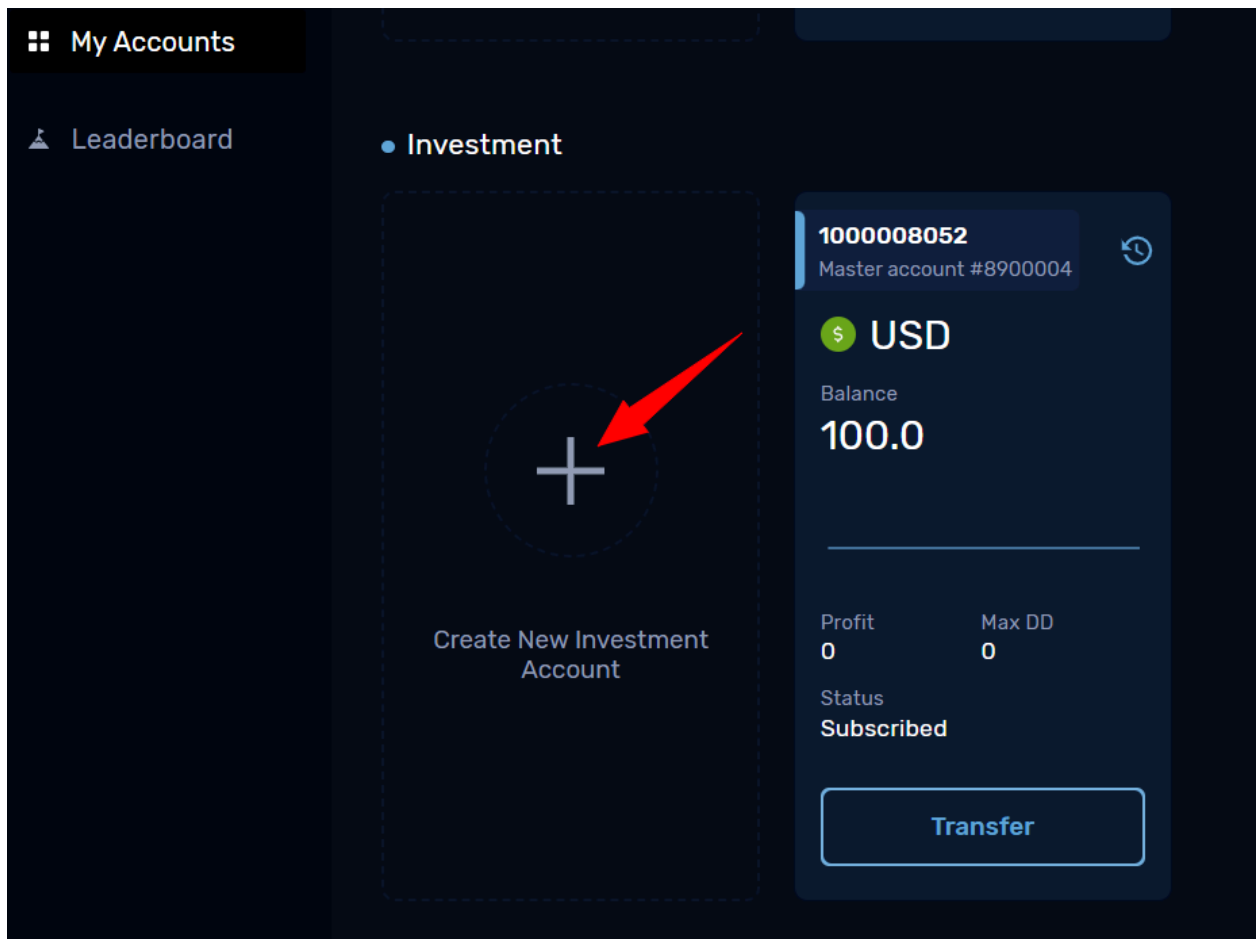 My Accounts
Leaderboard
Investment
Create New Investment
Account
1000008052
Master account #8900004
$ USD
Balance
100.0
Profit Max DD
0 0
Status
Subscribed
Transfer